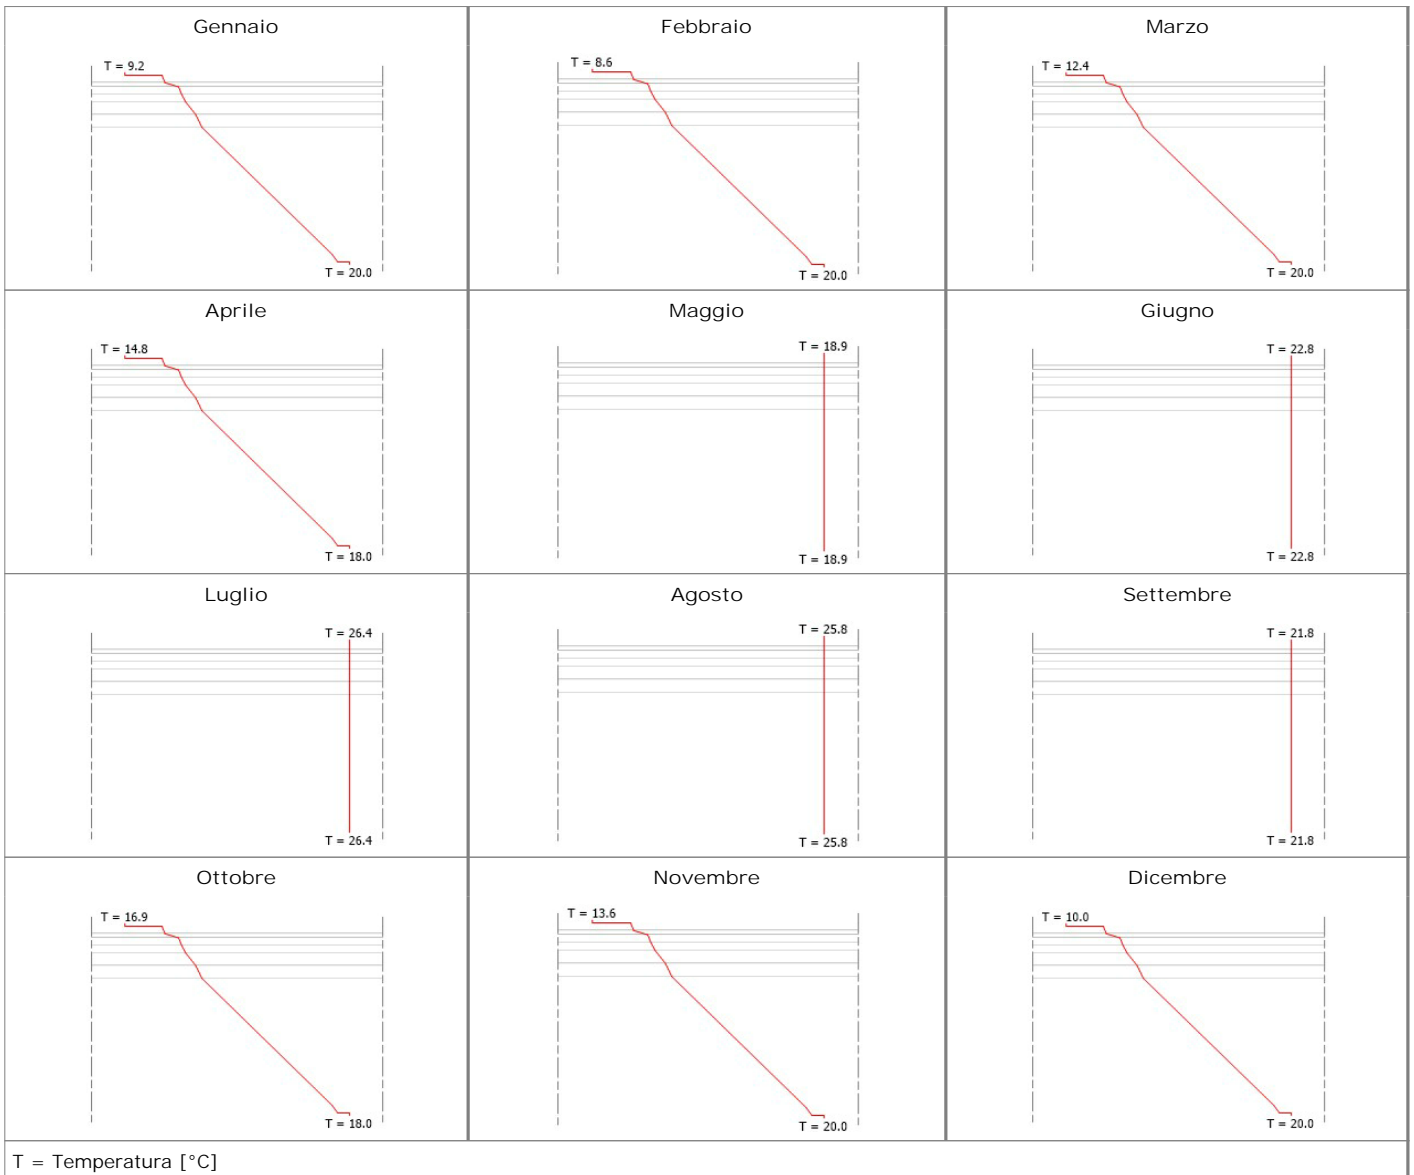 Gennaio
Febbraio
Marzo
T = 9.2
T = 8.6
T = 12.4
T = 20.0
T = 20.0
T = 20.0
Aprile
Maggio
Giugno
T = 14.8
T = 18.9
T = 22.8
T = 18.0
T = 18.9
T = 22.8
Luglio
Agosto
Settembre
T = 26.4
T = 25.8
T = 21.8
T = 26.4
T = 25.8
T = 21.8
Ottobre
Novembre
Dicembre
T = 16.9
T = 13.6
T = 10.0
T = 18.0
T = 20.0
T = 20.0
T = Temperatura [°C]